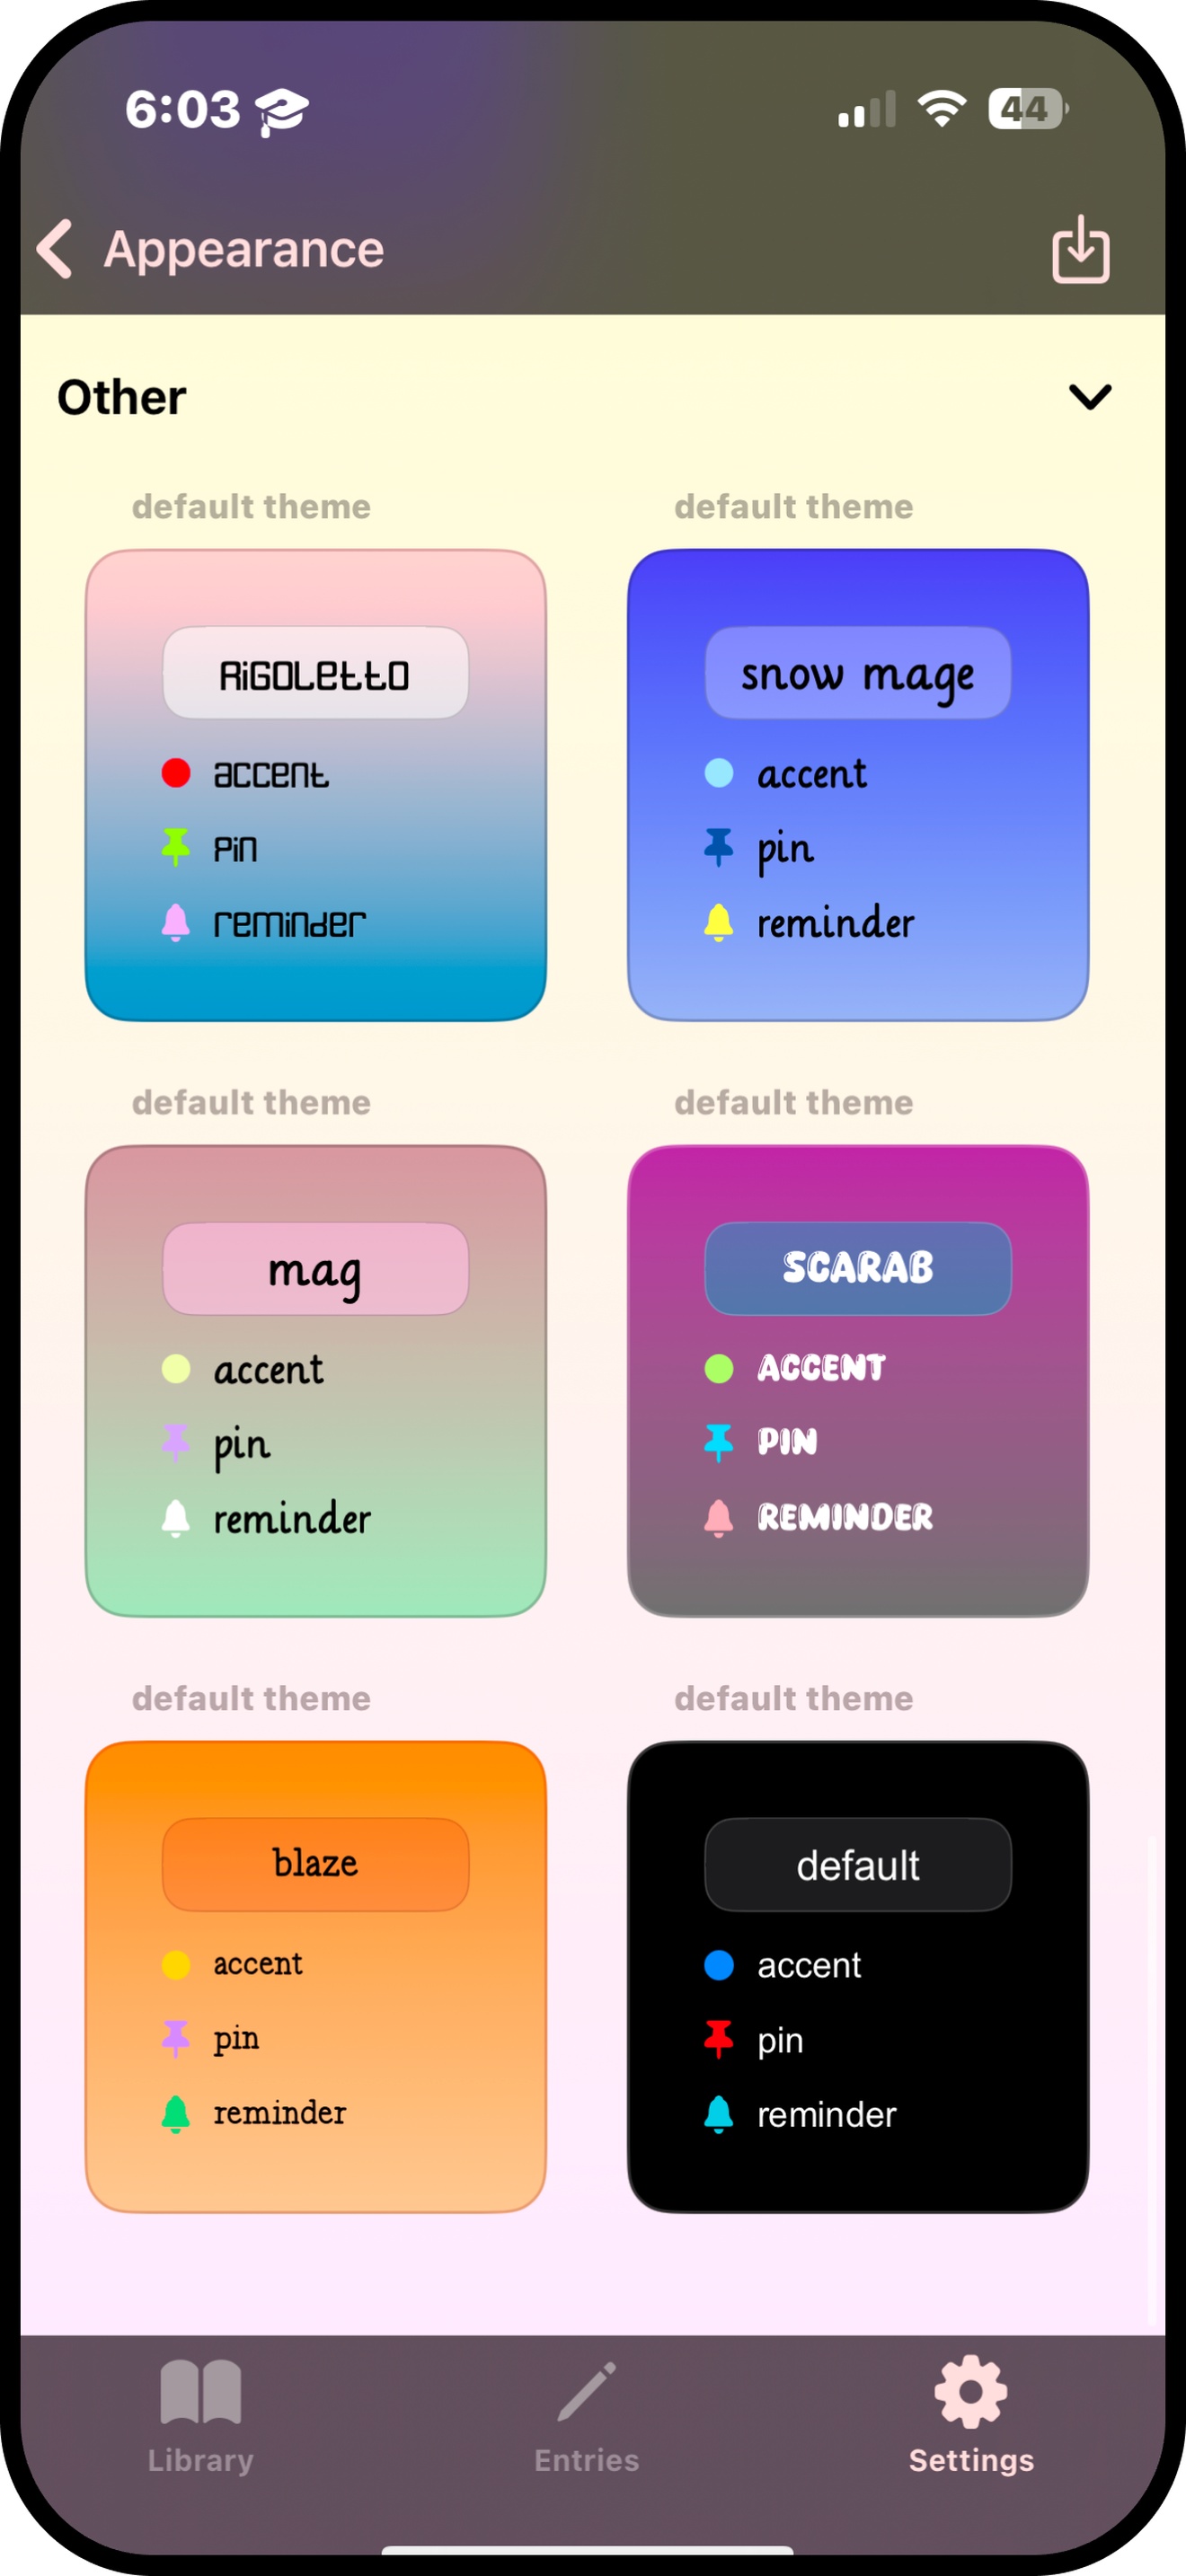 6:03
44
Appearance
Other
default theme
default theme
RiGOLettO
snow mage
accent
accent
Pin
pin
reminder
reminder
default theme
default theme
mag
SCARAB
accent
ACCENT
pin
PIN
reminder
REMINDER
default theme
default theme
blaze
default
accent
accent
pin
pin
reminder
reminder
Library
Entries
Settings